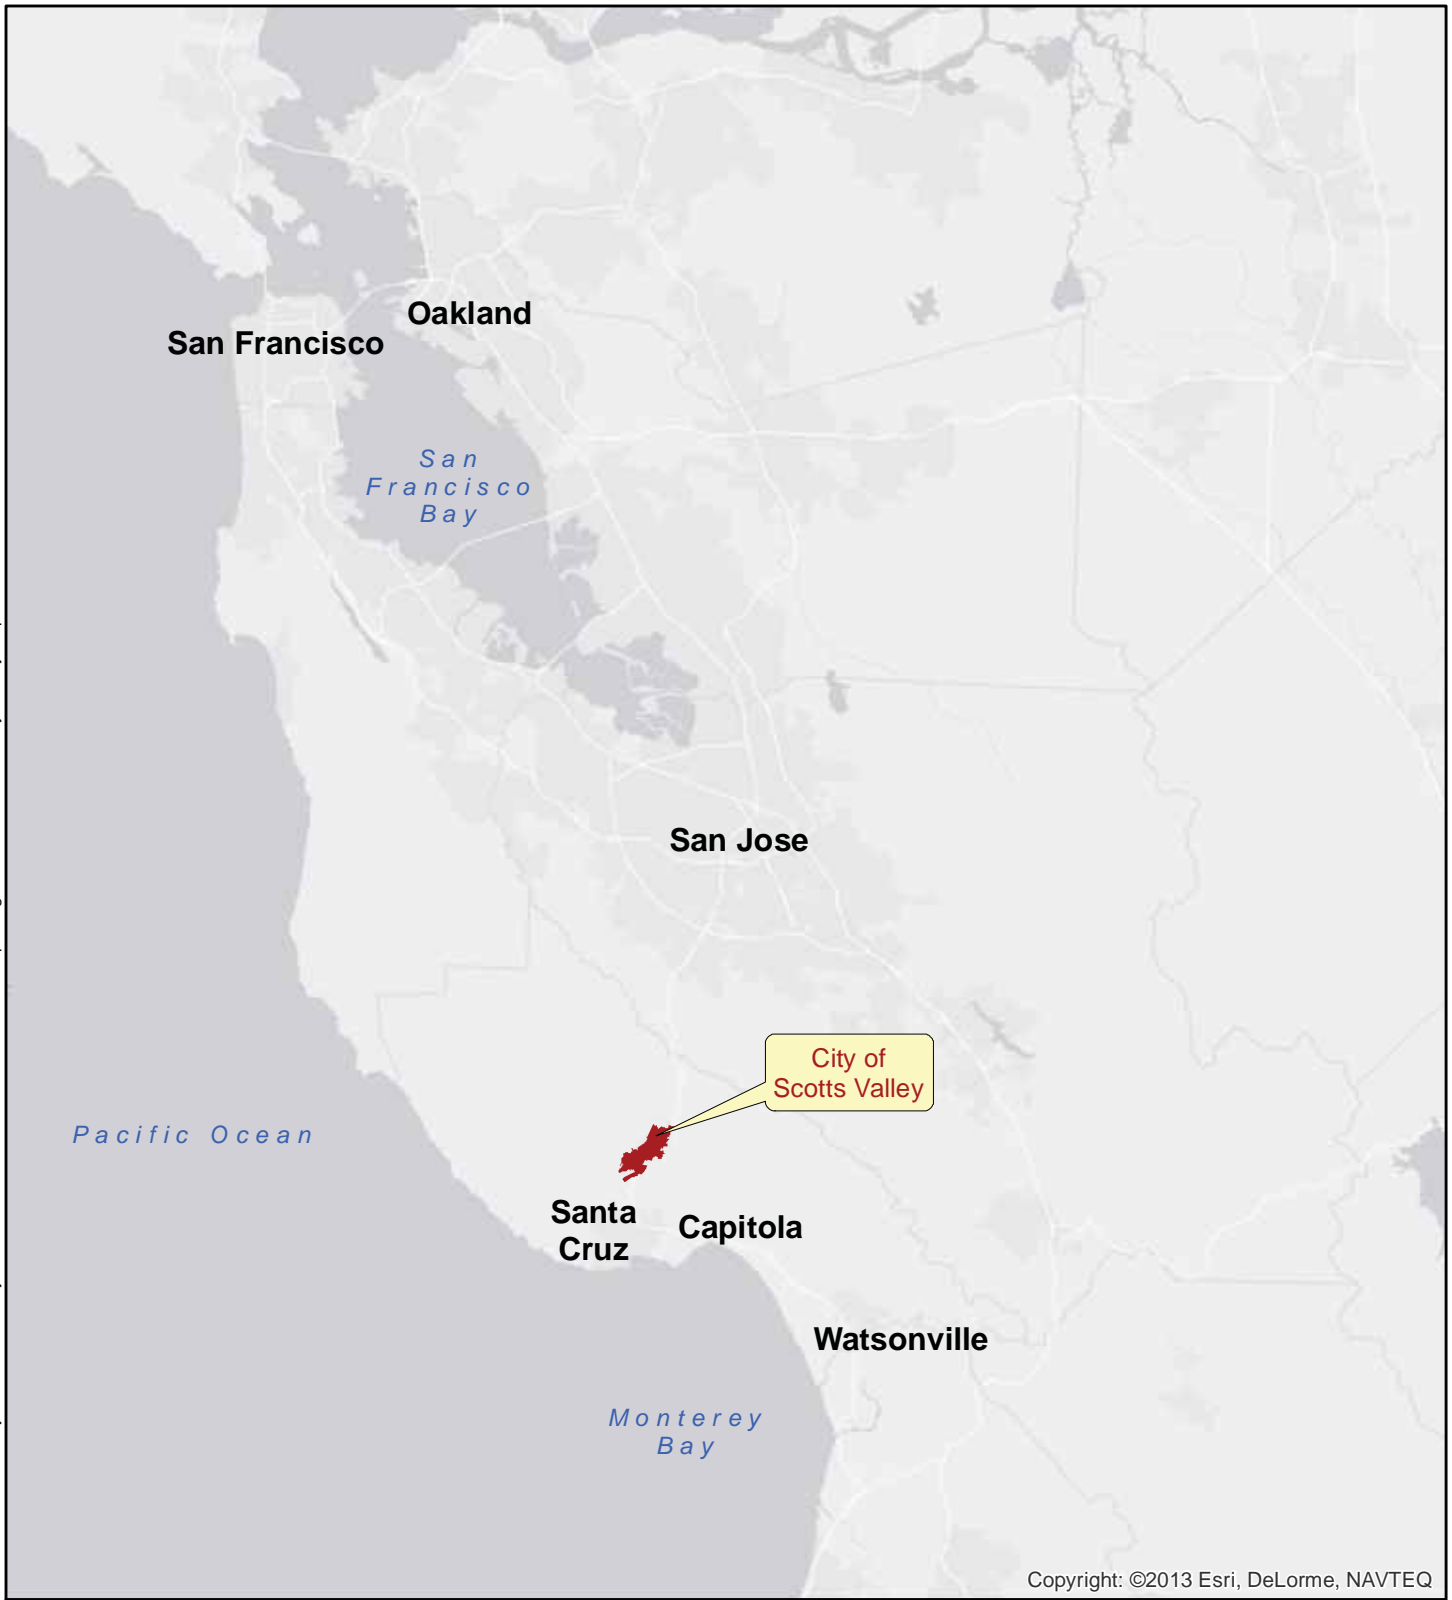 Oakland
San Francisco
San
Francisco
Bay
San Jose
City of
Scotts Valley
Pacific Ocean
Santa
Cruz
Capitola
Watsonville
Monterey
Bay
Copyright: ©2013 Esri, DeLorme, NAVTEQ